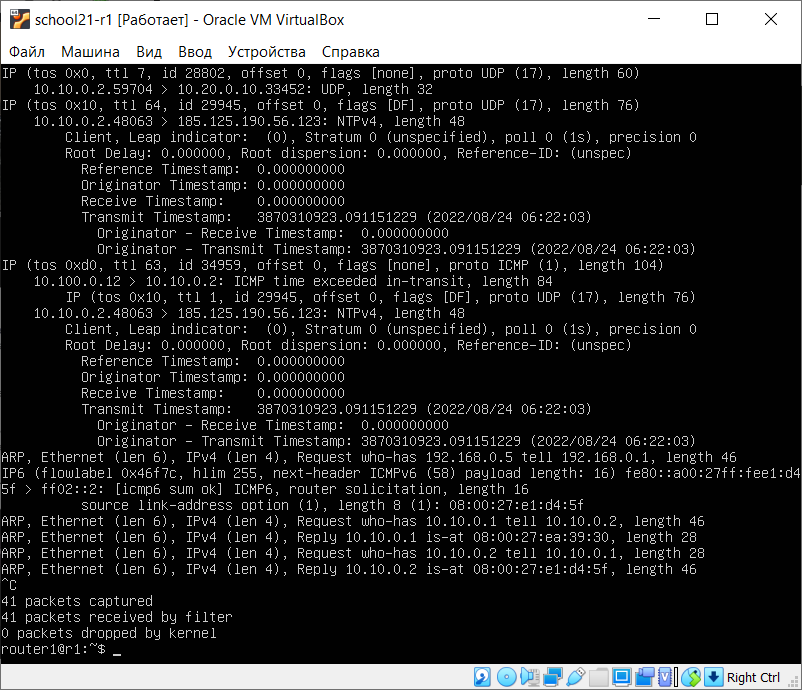 school21-r1 [Работает] - Oracle VM VirtualBox
Файл Машина Вид Ввод Устройства Справка
IP (tos 0x0, ttl 7, id 28802, offset 0, flags [none], proto UDP (17), length 60)
    10.10.0.2.59704 > 10.20.0.10.33452: UDP, length 32
IP (tos 0x10, ttl 64, id 29945, offset 0, flags [DF], proto UDP (17), length 76)
    10.10.0.2.48063 > 185.125.190.56.123: NTPv4, length 48
        Client, Leap indicator:  (0), Stratum 0 (unspecified), poll 0 (1s), precision 0
        Root Delay: 0.000000, Root dispersion: 0.000000, Reference-ID: (unspec)
          Reference Timestamp:  0.000000000
          Originator Timestamp: 0.000000000
          Receive Timestamp:    0.000000000
          Transmit Timestamp:   3870310923.091151229 (2022/08/24 06:22:03)
            Originator - Receive Timestamp:  0.000000000
            Originator - Transmit Timestamp: 3870310923.091151229 (2022/08/24 06:22:03)
IP (tos 0xd0, ttl 63, id 34959, offset 0, flags [none], proto ICMP (1), length 104)
    10.100.0.12 > 10.10.0.2: ICMP time exceeded in-transit, length 84
        IP (tos 0x10, ttl 1, id 29945, offset 0, flags [DF], proto UDP (17), length 76)
    10.10.0.2.48063 > 185.125.190.56.123: NTPv4, length 48
        Client, Leap indicator:  (0), Stratum 0 (unspecified), poll 0 (1s), precision 0
        Root Delay: 0.000000, Root dispersion: 0.000000, Reference-ID: (unspec)
          Reference Timestamp:  0.000000000
          Originator Timestamp: 0.000000000
          Receive Timestamp:    0.000000000
          Transmit Timestamp:   3870310923.091151229 (2022/08/24 06:22:03)
            Originator - Receive Timestamp:  0.000000000
            Originator - Transmit Timestamp: 3870310923.091151229 (2022/08/24 06:22:03)
ARP, Ethernet (len 6), IPv4 (len 4), Request who-has 192.168.0.5 tell 192.168.0.1, length 46
IP6 (flowlabel 0x46f7c, hlim 255, next-header ICMPv6 (58) payload length: 16) fe80::a00:27ff:fee1:d4
5f > ff02::2: [icmp6 sum ok] ICMP6, router solicitation, length 16
          source link-address option (1), length 8 (1): 08:00:27:e1:d4:5f
ARP, Ethernet (len 6), IPv4 (len 4), Request who-has 10.10.0.1 tell 10.10.0.2, length 46
ARP, Ethernet (len 6), IPv4 (len 4), Reply 10.10.0.1 is-at 08:00:27:ea:39:30, length 28
ARP, Ethernet (len 6), IPv4 (len 4), Request who-has 10.10.0.2 tell 10.10.0.1, length 28
ARP, Ethernet (len 6), IPv4 (len 4), Reply 10.10.0.2 is-at 08:00:27:e1:d4:5f, length 46
^C
41 packets captured
41 packets received by filter
0 packets dropped by kernel
router1@r1:~$ _
Right Ctrl